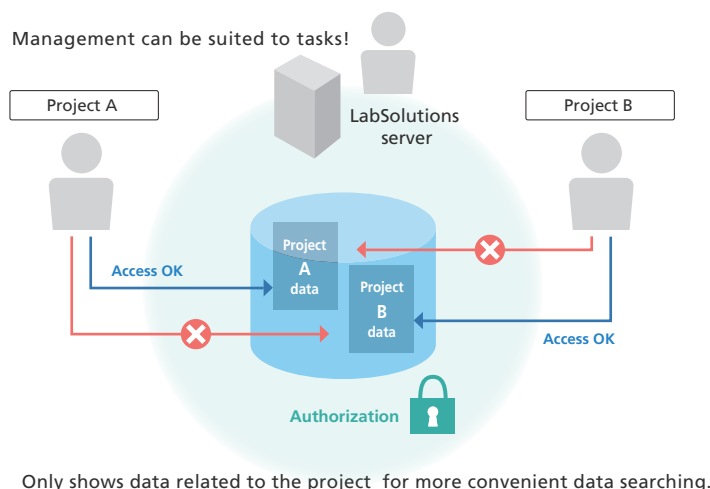 Management can be suited to tasks!
Project A
LabSolutions
server
Project B
Project
A
data
Access OK
Project
B
data
Access OK
Authorization
Only shows data related to the project for more convenient data searching.